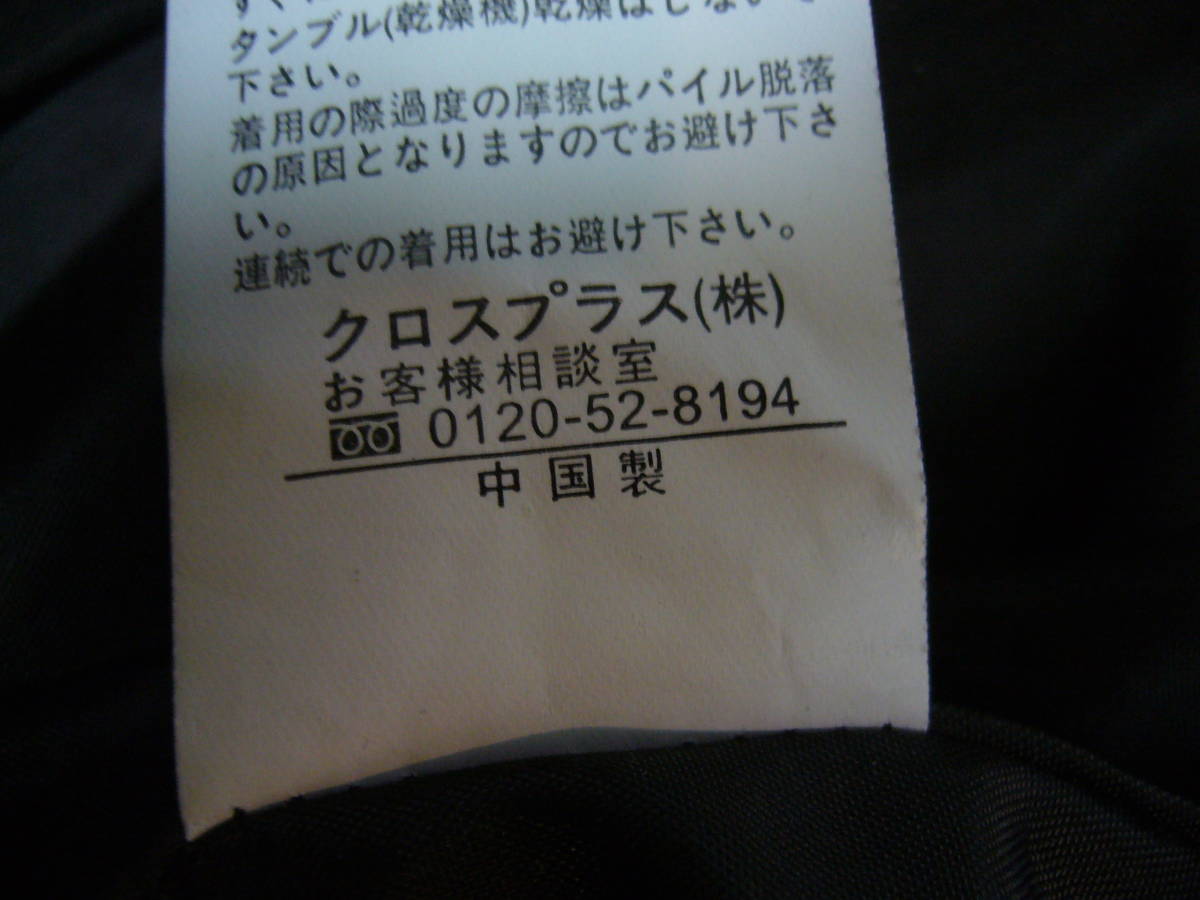 タンブル(乾燥機)乾燥はしないで
下さい。
着用の際過度の摩擦はパイル脱落
の原因となりますのでお避け下さ
い。
連続での着用はお避け下さい。
クロスプラス(株)
お客様相談室
0120-52-8194
中国製